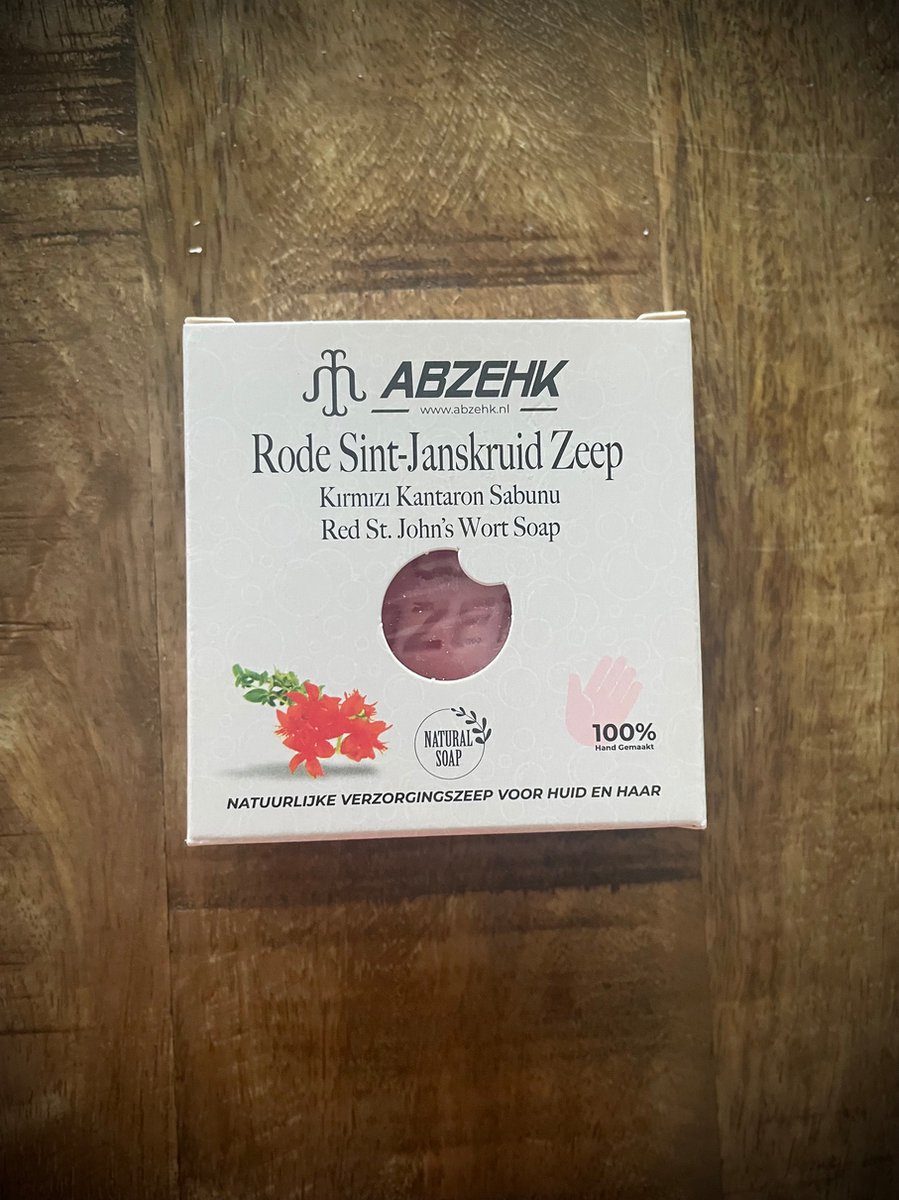 ABZEHK
www.abzehk.nl
Rode Sint-Janskruid Zeep
Kırmızı Kantaron Sabunu
Red St. John's Wort Soap
ZE
NATURAL
SOAP
100%
Hand Gemaakt
NATUURLIJKE VERZORGINGSZEEP VOOR HUID EN HAAR